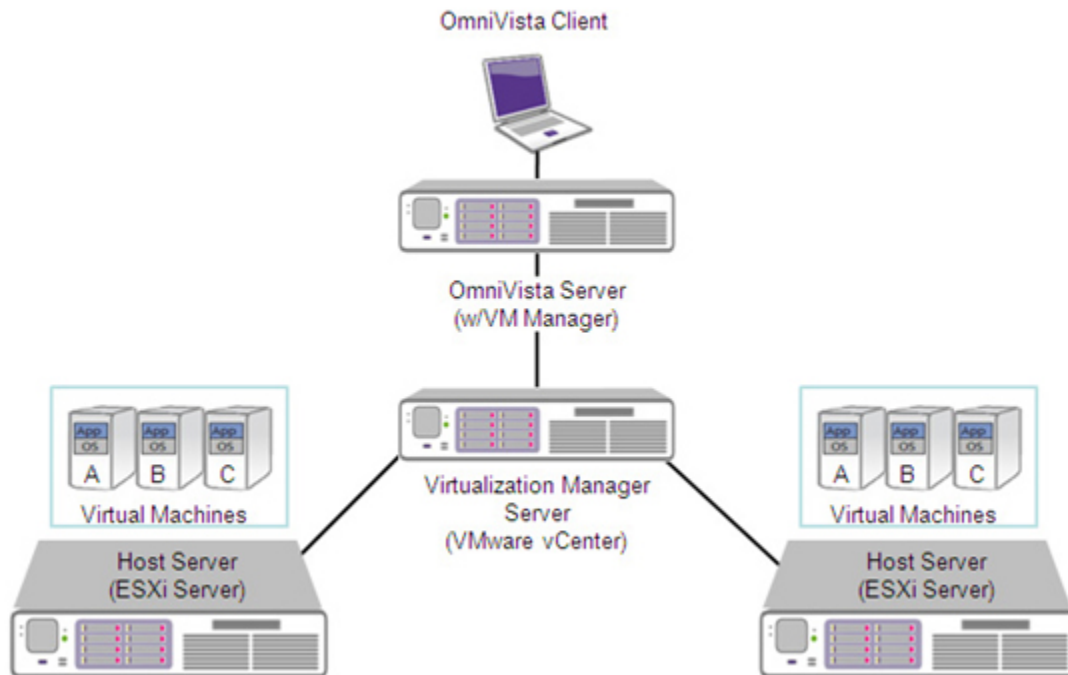 OmniVista Client
OmniVista Server
(w/VM Manager)
App App App
OS OS OS
A B C
Virtual Machines
Host Server
(ESXi Server)
Virtualization Manager
Server
(VMware vCenter)
App App App
OS OS OS
A B C
Virtual Machines
Host Server
(ESXi Server)